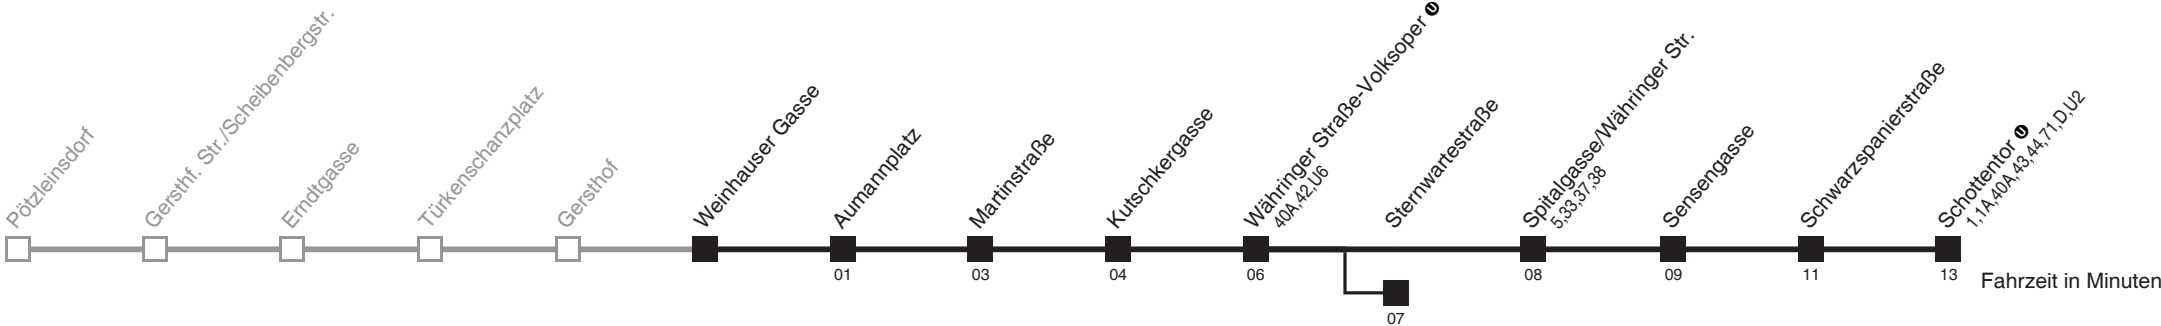 Pötzleinsdorf
Gersthf. Str./Scheibenbergstr.
Erndtgasse
Türkenschanzplatz
Gersthof
Weinhauser Gasse
Aumannplatz
01
Martinstraße
03
Kutschkergasse
04
Währinger Straße-Volksoper U
40A,42,U6
06
Sternwartestraße
07
Spitalgasse/Währinger Str.
5,33,37,38
08
Sensengasse
09
Schwarzspanierstraße
11
Schottentor U
1,1A,40A,43,44,71,D,U2
13
Fahrzeit in Minuten